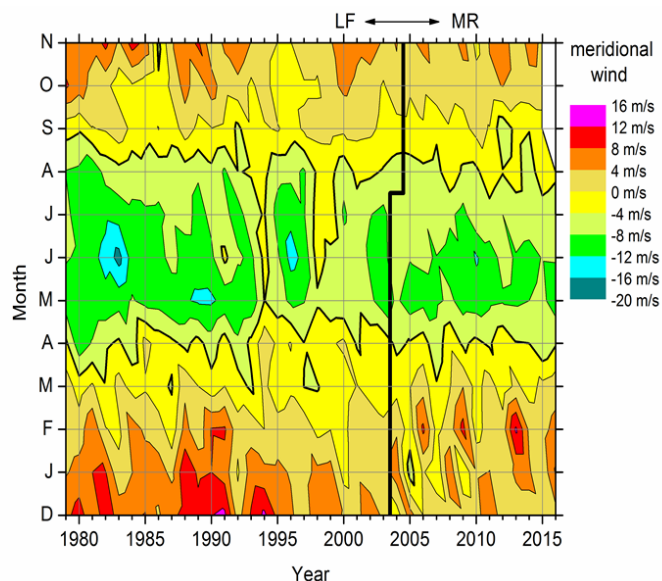 LF MR
N
O
S
A
J
J
M
A
M
F
J
D
Month
1980 1985 1990 1995 2000 2005 2010 2015
Year
meridional
wind
16 m/s
12 m/s
8 m/s
4 m/s
0 m/s
-4 m/s
-8 m/s
-12 m/s
-16 m/s
-20 m/s